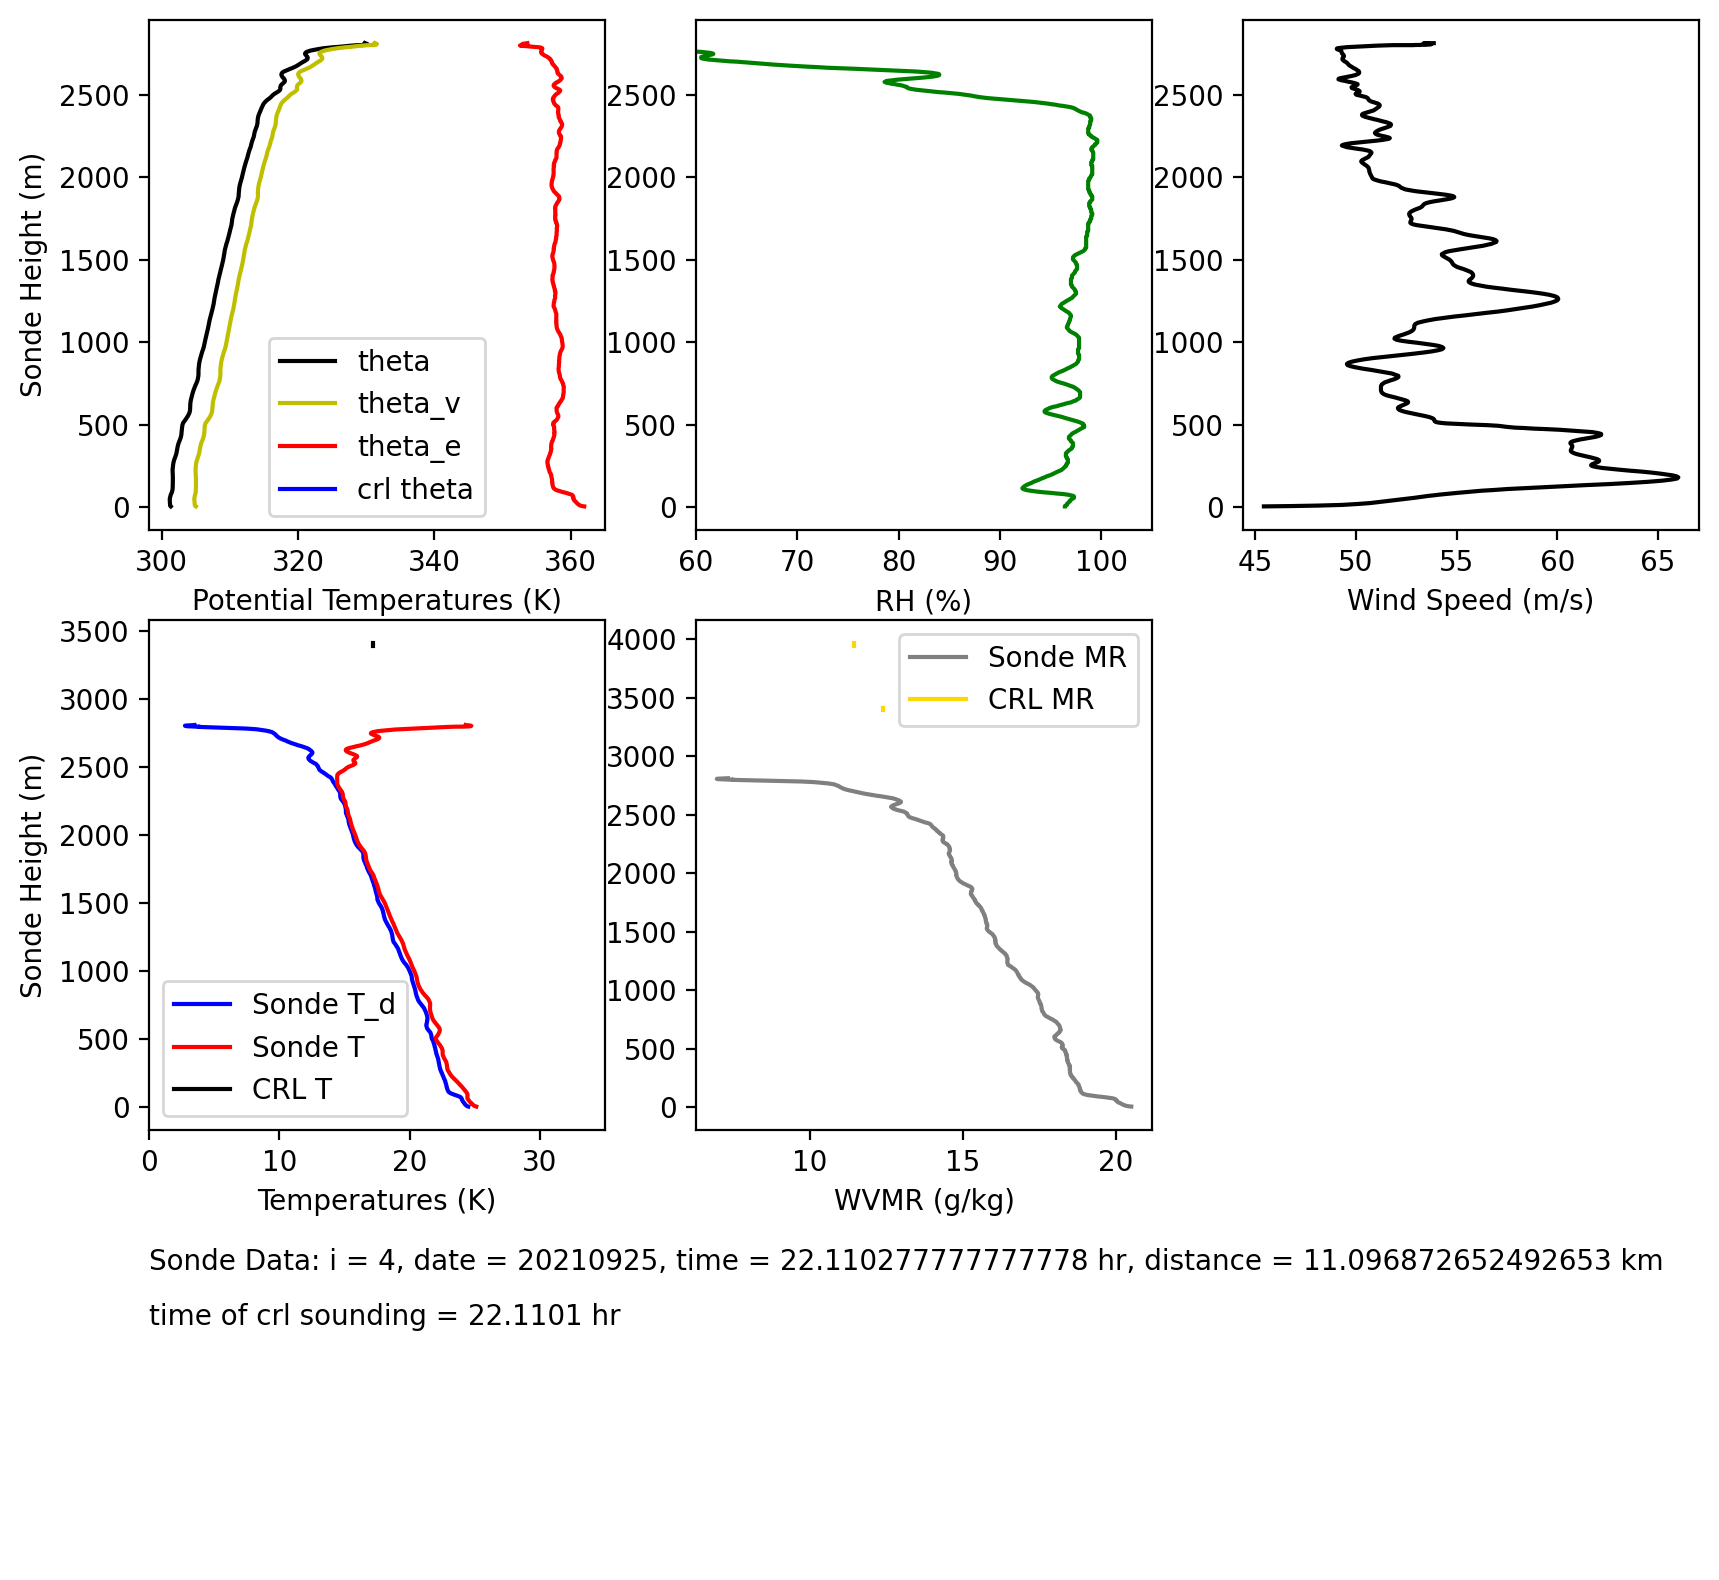 2500
2000
1500
1000
500
0
Sonde Height (m)
theta
theta_v
theta_e
crl theta
300 320 340 360
Potential Temperatures (K)
2500
2000
1500
1000
500
0
60 70 80 90 100
RH (%)
2500
2000
1500
1000
500
0
45 50 55 60 65
Wind Speed (m/s)
3500
3000
2500
2000
1500
1000
500
0
Sonde Height (m)
Sonde T_d
Sonde T
CRL T
0 10 20 30
Temperatures (K)
4000
3500
3000
2500
2000
1500
1000
500
0
Sonde MR
CRL MR
10 15 20
WVMR (g/kg)
Sonde Data: i = 4, date = 20210925, time = 22.110277777777778 hr, distance = 11.096872652492653 km
time of crl sounding = 22.1101 hr